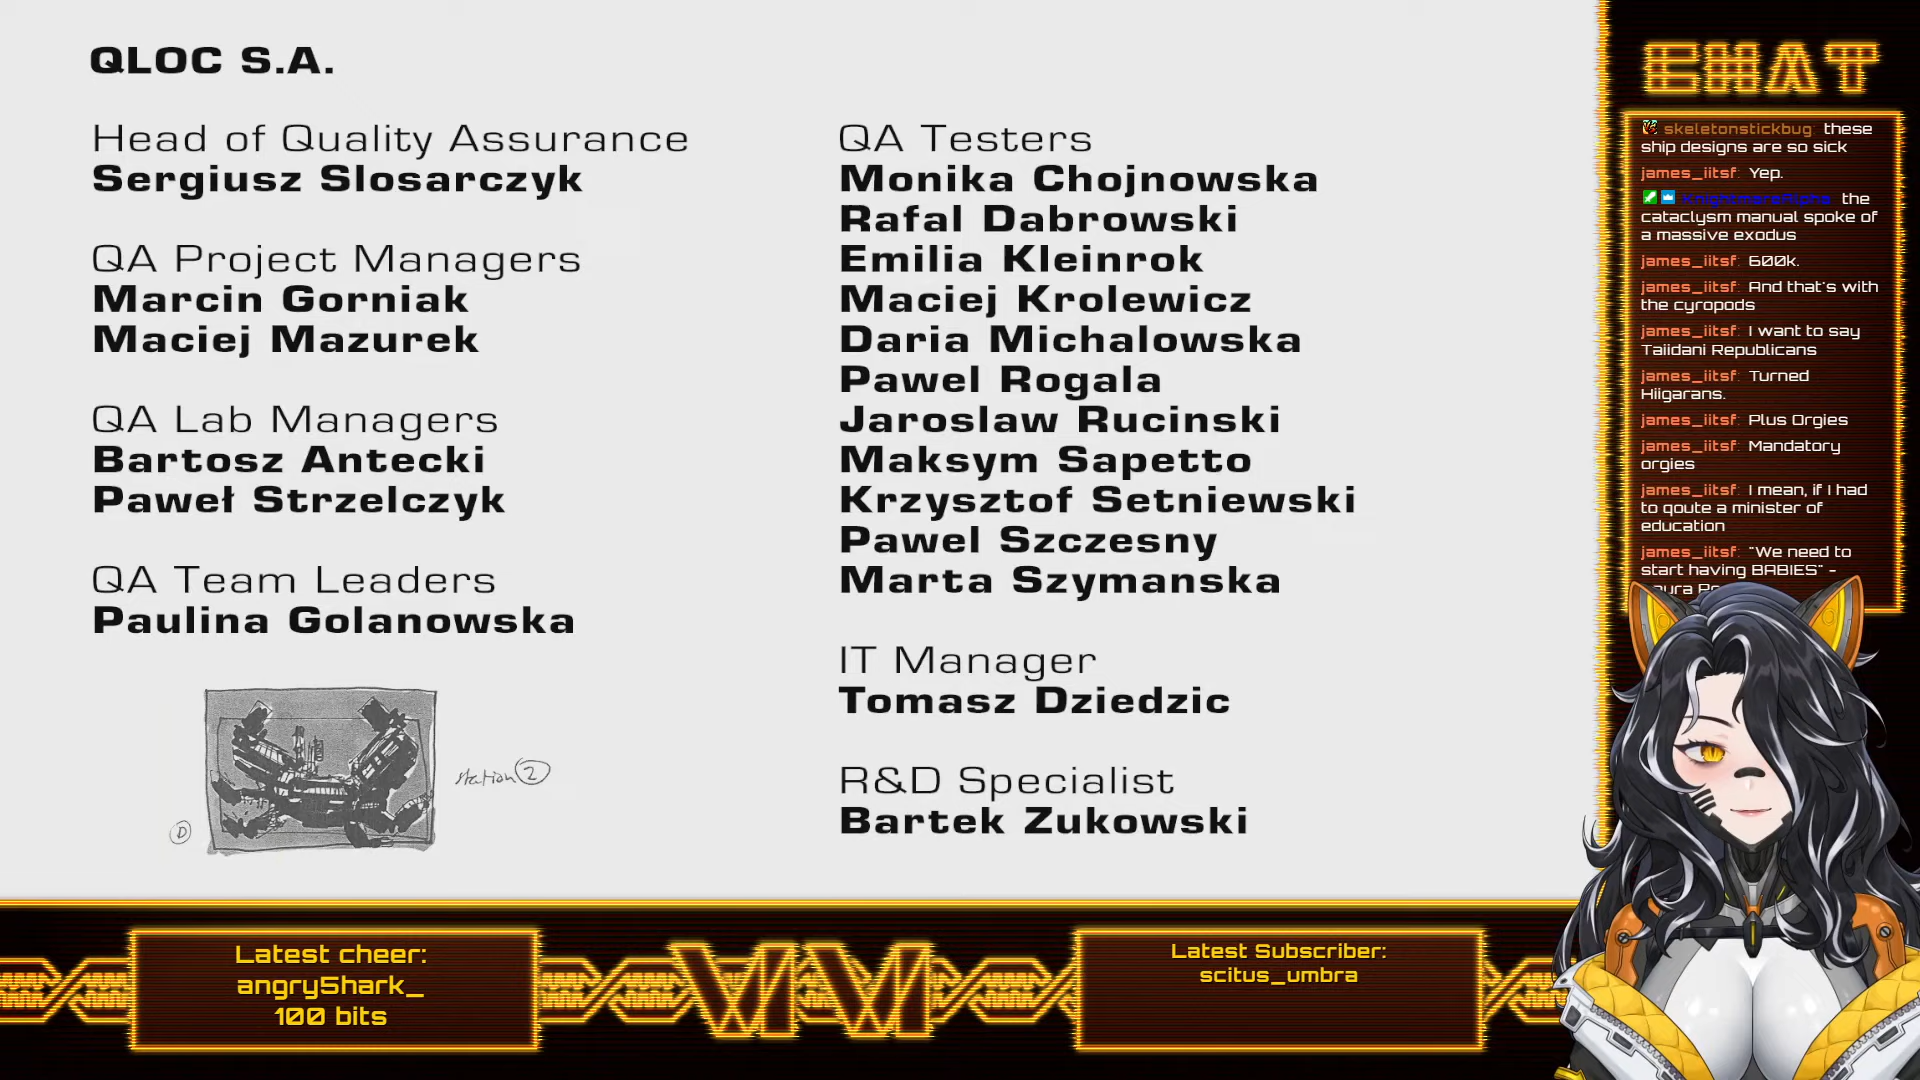 QLOC S.A.
Head of Quality Assurance
Sergiusz Slosarczyk
QA Project Managers
Marcin Gorniak
Maciej Mazurek
QA Lab Managers
Bartosz Antecki
Paweł Strzelczyk
QA Team Leaders
Paulina Golanowska
D
station 2
QA Testers
Monika Chojnowska
Rafal Dabrowski
Emilia Kleinrok
Maciej Krolewicz
Daria Michalowska
Pawel Rogala
Jaroslaw Rucinski
Maksym Sapetto
Krzysztof Setniewski
Pawel Szczesny
Marta Szymanska
IT Manager
Tomasz Dziedzic
R&D Specialist
Bartek Zukowski
CHAT
skeletonstickbug: these
ship designs are so sick
james_iitsf: Yep.
KnightmareAlpha: the
cataclysm manual spoke of
a massive exodus
james_iitsf: 600k.
james_iitsf: And that's with
the cyropods
james_iitsf: I want to say
Taiidani Republicans
james_iitsf: Turned
Hiigarans.
james_iitsf: Plus Orgies
james_iitsf: Mandatory
orgies
james_iitsf: I mean, if I had
to qoute a minister of
education
james_iitsf: "We need to
start having BABIES" -
Latest cheer:
angry5hark_
100 bits
Latest Subscriber:
scitus_umbra